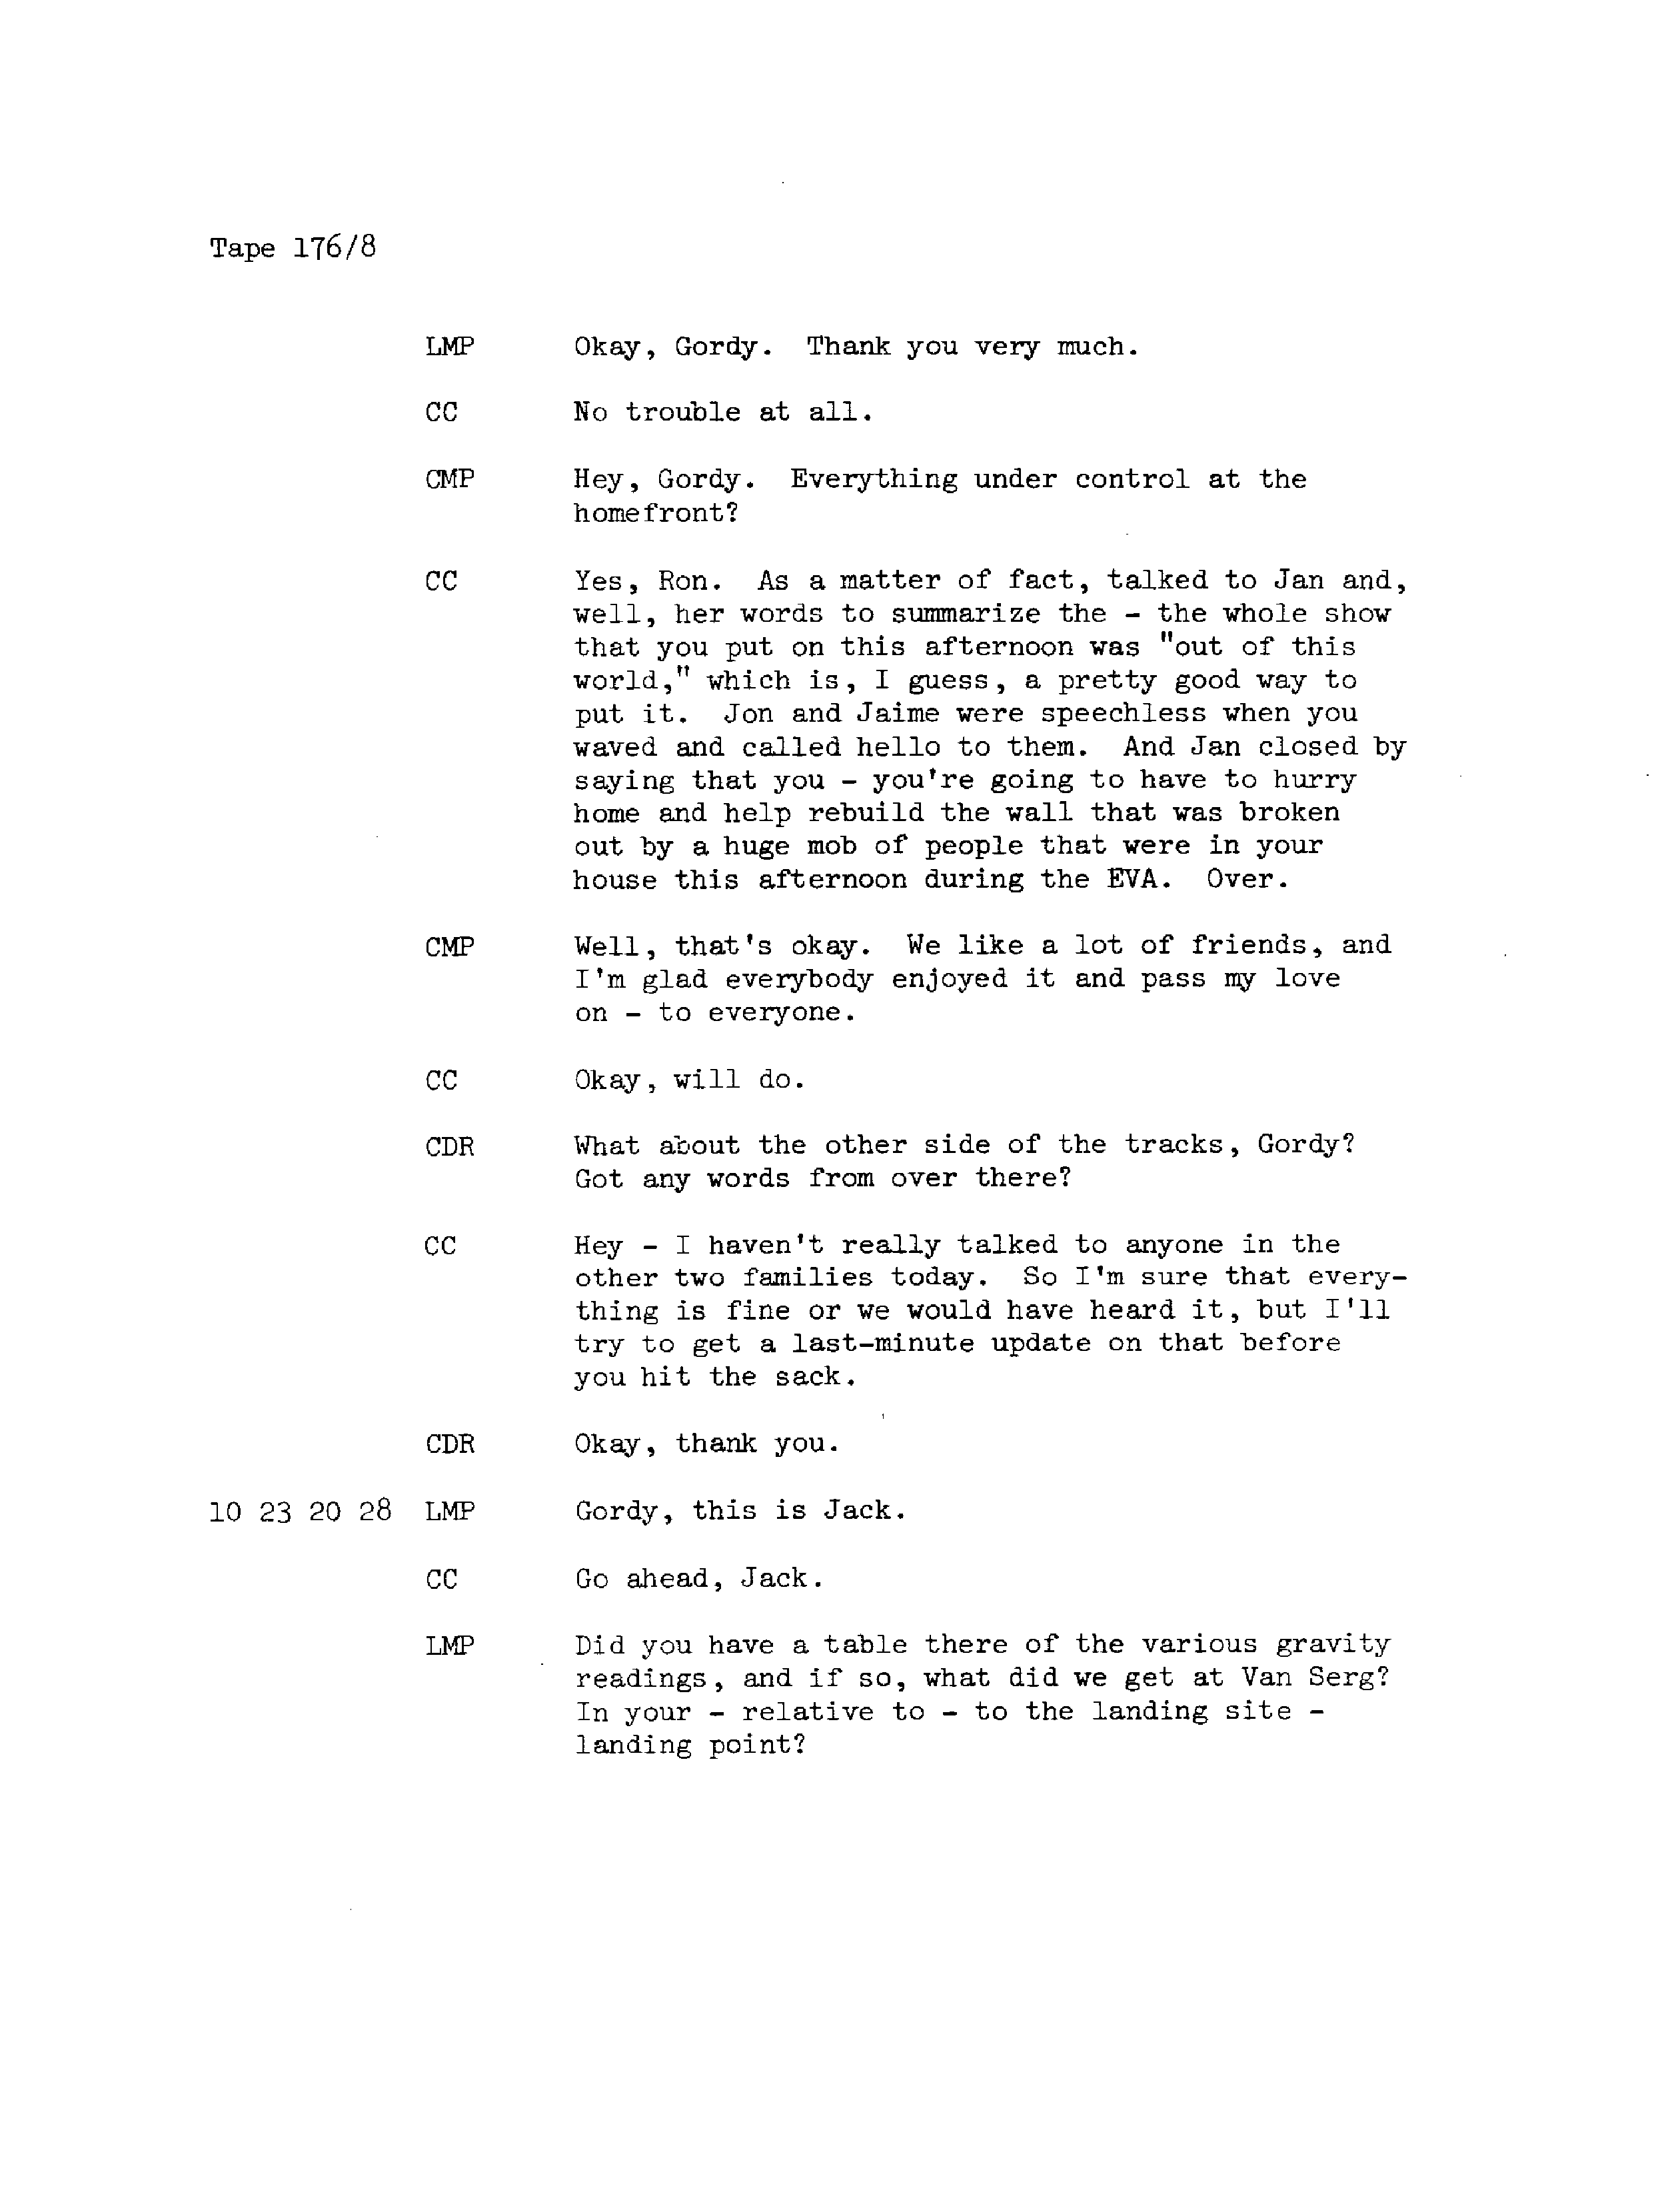 Tape 176/8
LMP Okay, Gordy. Thank you very much.
CC No trouble at all.
CMP Hey, Gordy. Everything under control at the
homefront?
CC Yes, Ron. As a matter of fact, talked to Jan and,
well, her words to summarize the - the whole show
that you put on this afternoon was "out of this
world," which is, I guess, a pretty good way to
put it. Jon and Jaime were speechless when you
waved and called hello to them. And Jan closed by
saying that you - you're going to have to hurry
home and help rebuild the wall that was broken
out by a huge mob of people that were in your
house this afternoon during the EVA. Over.
CMP Well, that's okay. We like a lot of friends, and
I'm glad everybody enjoyed it and pass my love
on - to everyone.
CC Okay, will do.
CDR What about the other side of the tracks, Gordy?
Got any words from over there?
CC Hey - I haven't really talked to anyone in the
other two families today. So I'm sure that every-
thing is fine or we would have heard it, but I'll
try to get a last-minute update on that before
you hit the sack.
CDR Okay, thank you.
10 23 20 28 LMP Gordy, this is Jack.
CC Go ahead, Jack.
LMP Did you have a table there of the various gravity
readings, and if so, what did we get at Van Serg?
In your - relative to - to the landing site -
landing point?